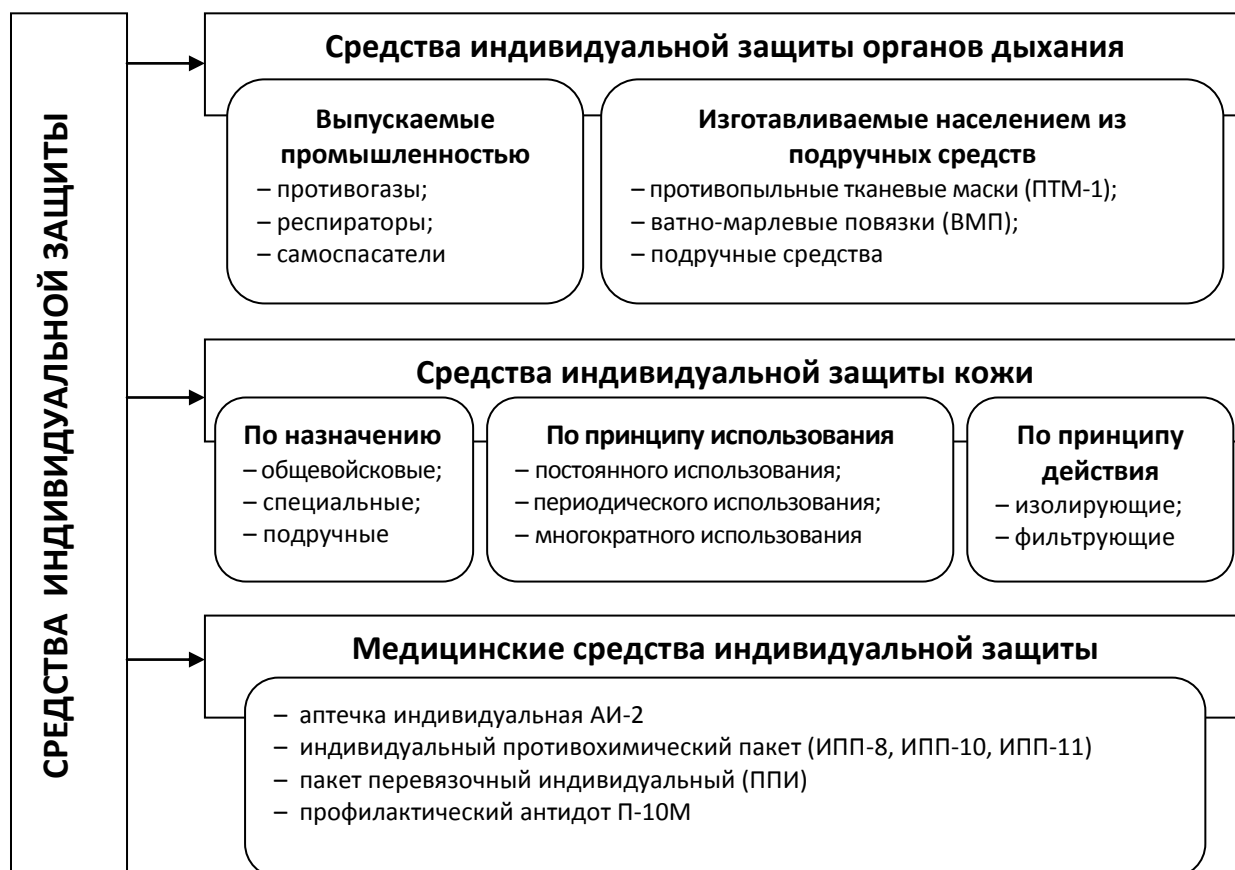 СРЕДСТВА ИНДИВИДУАЛЬНОЙ ЗАЩИТЫ
Средства индивидуальной защиты органов дыхания
Выпускаемые
промышленностью
– противогазы;
– респираторы;
– самоспасатели
Изготавливаемые населением из
подручных средств
– противопыльные тканевые маски (ПТМ-1);
– ватно-марлевые повязки (ВМП);
– подручные средства
Средства индивидуальной защиты кожи
По назначению
– общевойсковые;
– специальные;
– подручные
По принципу использования
– постоянного использования;
– периодического использования;
– многократного использования
По принципу
действия
– изолирующие;
– фильтрующие
Медицинские средства индивидуальной защиты
– аптечка индивидуальная АИ-2
– индивидуальный противохимический пакет (ИПП-8, ИПП-10, ИПП-11)
– пакет перевязочный индивидуальный (ППИ)
– профилактический антидот П-10М